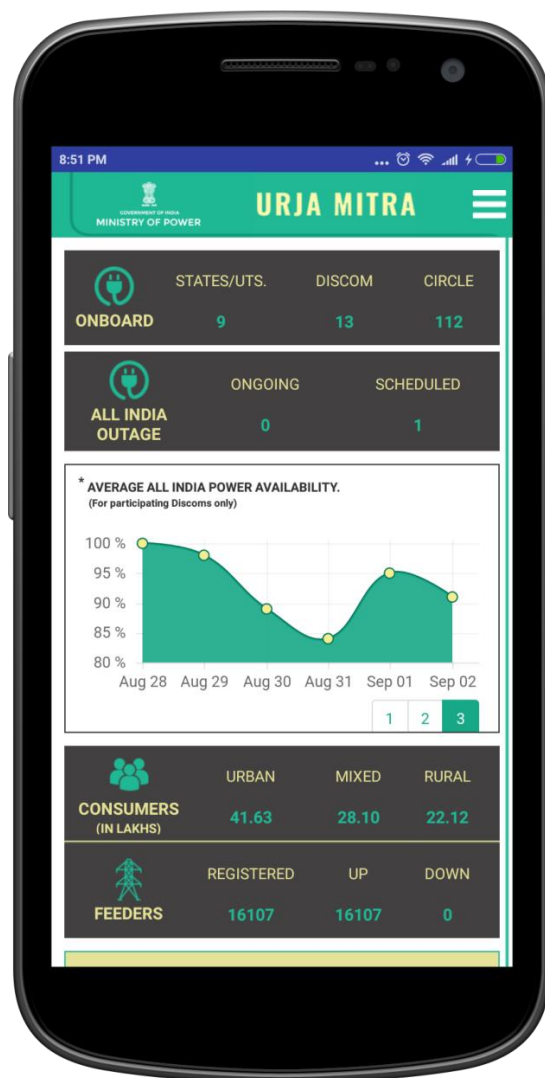 8:51 PM
URJA MITRA
GOVERNMENT OF INDIA
MINISTRY OF POWER
STATES/UTS. DISCOM CIRCLE
ONBOARD 9 13 112
ONGOING SCHEDULED
ALL INDIA
OUTAGE 0 1
* AVERAGE ALL INDIA POWER AVAILABILITY.
(For participating Discoms only)
100 %
95 %
90 %
85 %
80 %
Aug 28 Aug 29 Aug 30 Aug 31 Sep 01 Sep 02
1 2 3
URBAN MIXED RURAL
CONSUMERS
(IN LAKHS) 41.63 28.10 22.12
REGISTERED UP DOWN
FEEDERS 16107 16107 0